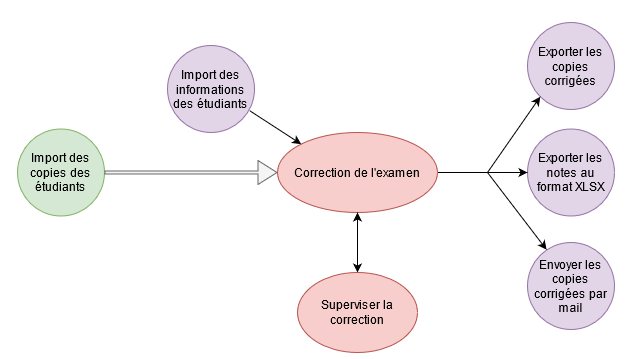 Import des
copies des
étudiants
Import des
informations
des étudiants
Correction de l'examen
Superviser la
correction
Exporter les
copies
corrigées
Exporter les
notes au
format XLSX
Envoyer les
copies
corrigées par
mail